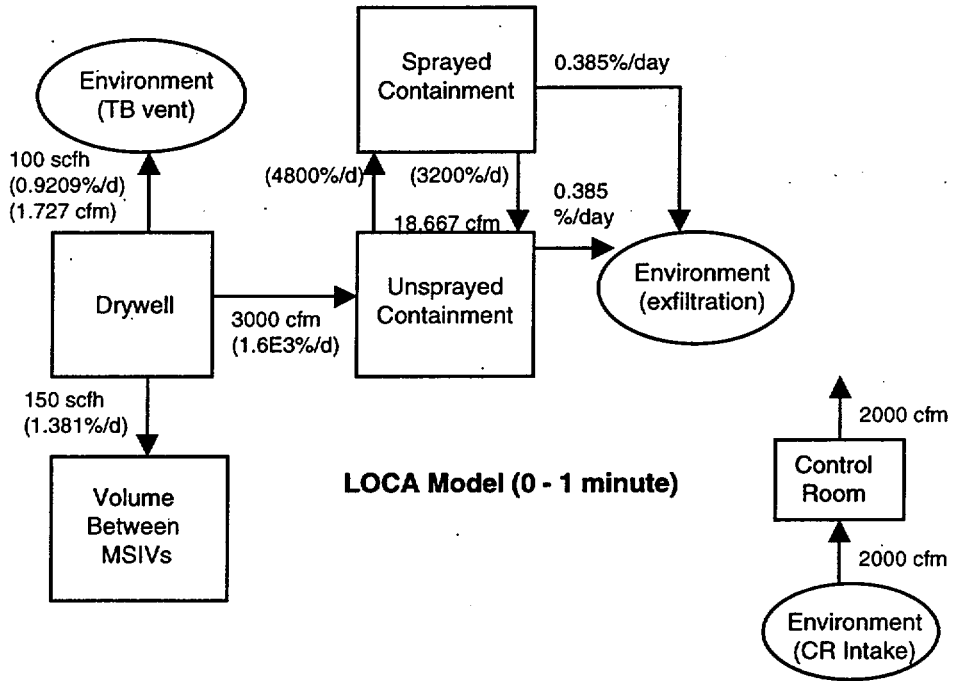 Environment
(TB vent)
100 scfh
(0.9209%/d)
(1.727 cfm)
Sprayed
Containment
0.385%/day
(4800%/d)
(3200%/d)
0.385
%/day
18.667 cfm
Drywell
3000 cfm
(1.6E3%/d)
Unsprayed
Containment
Environment
(exfiltration)
150 scfh
(1.381%/d)
Volume
Between
MSIVs
LOCA Model (0 - 1 minute)
2000 cfm
Control
Room
2000 cfm
Environment
(CR Intake)